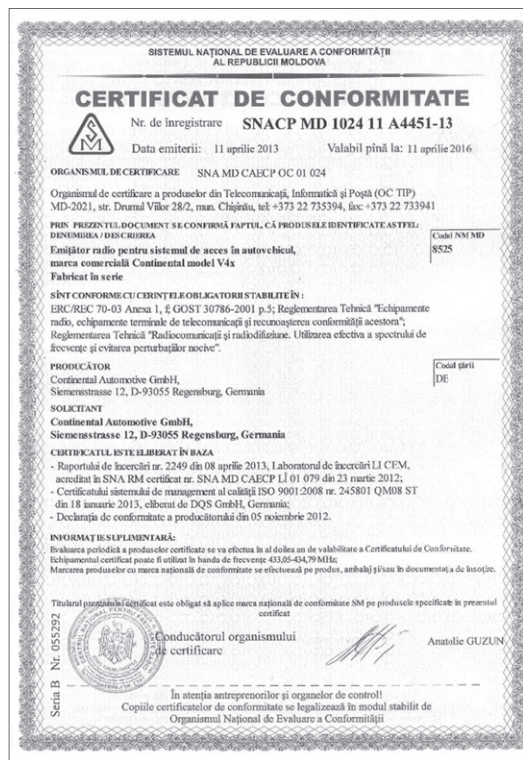 SISTEMUL NAȚIONAL DE EVALUARE A CONFORMITĂȚII
AL REPUBLICII MOLDOVA
CERTIFICAT DE CONFORMITATE
SM
Nr. de înregistrare SNACP MD 1024 11 A4451-13
Data emiterii: 11 aprilie 2013 Valabil pînă la: 11 aprilie 2016
ORGANISMUL DE CERTIFICARE SNA MD CAECP OC 01 024
Organismul de certificare a produselor din Telecomunicații, Informatică și Poștă (OC TIP)
MD-2021, str. Drumul Viilor 28/2, mun. Chișinău, tel: +373 22 735394, fax: +373 22 733941
PRIN PREZENTUL DOCUMENT SE CONFIRMĂ FAPTUL, CĂ PRODUSELE IDENTIFICATE ASTFEL:
DENUMIREA / DESCRIEREA
Codul NM MD
8525
Emițător radio pentru sistemul de acces în autovehicul,
marca comercială Continental model V4x
Fabricat în serie
SÎNT CONFORME CU CERINȚELE OBLIGATORII STABILITE ÎN :
ERC/REC 70-03 Anexa 1, f; GOST 30786-2001 p.5; Reglementarea Tehnică "Echipamente
radio, echipamente terminale de telecomunicații și recunoașterea conformității acestora";
Reglementarea Tehnică "Radiocomunicații și radiodifuziune. Utilizarea efectiva a spectrului de
frecvențe și evitarea perturbațiilor nocive".
PRODUCĂTOR
Codul țării
DE
Continental Automotive GmbH,
Siemensstrasse 12, D-93055 Regensburg, Germania
SOLICITANT
Continental Automotive GmbH,
Siemensstrasse 12, D-93055 Regensburg, Germania
CERTIFICATUL ESTE ELIBERAT ÎN BAZA
- Raportului de încercări nr. 2249 din 08 aprilie 2013, Laboratorul de încercări LI CEM,
acreditat în SNA RM certificat nr. SNA MD CAECP LÎ 01 079 din 23 martie 2012;
- Certificatului sistemului de management al calității ISO 9001:2008 nr. 245801 QM08 ST
din 18 ianuarie 2013, eliberat de DQS GmbH, Germania;
- Declarația de conformitate a producătorului din 05 noiembrie 2012.
INFORMAȚIE SUPLIMENTARĂ:
Evaluarea periodică a produselor certificate se va efectua în al doilea an de valabilitate a Certificatului de Conformitate.
Echipamentul certificat poate fi utilizat în banda de frecvențe 433,05-434,79 MHz;
Marcarea produselor cu marca națională de conformitate se efectuează pe produs, ambalaj și/sau în documentația de însoțire.
Titularul prezentului certificat este obligat să aplice marca națională de conformitate SM pe produsele specificate în prezentul
certificat
Conducătorul organismului
de certificare
Anatolie GUZUN
Seria B Nr. 055292
În atenția antreprenorilor și organelor de control!
Copiile certificatelor de conformitate se legalizează în modul stabilit de
Organismul Național de Evaluare a Conformității